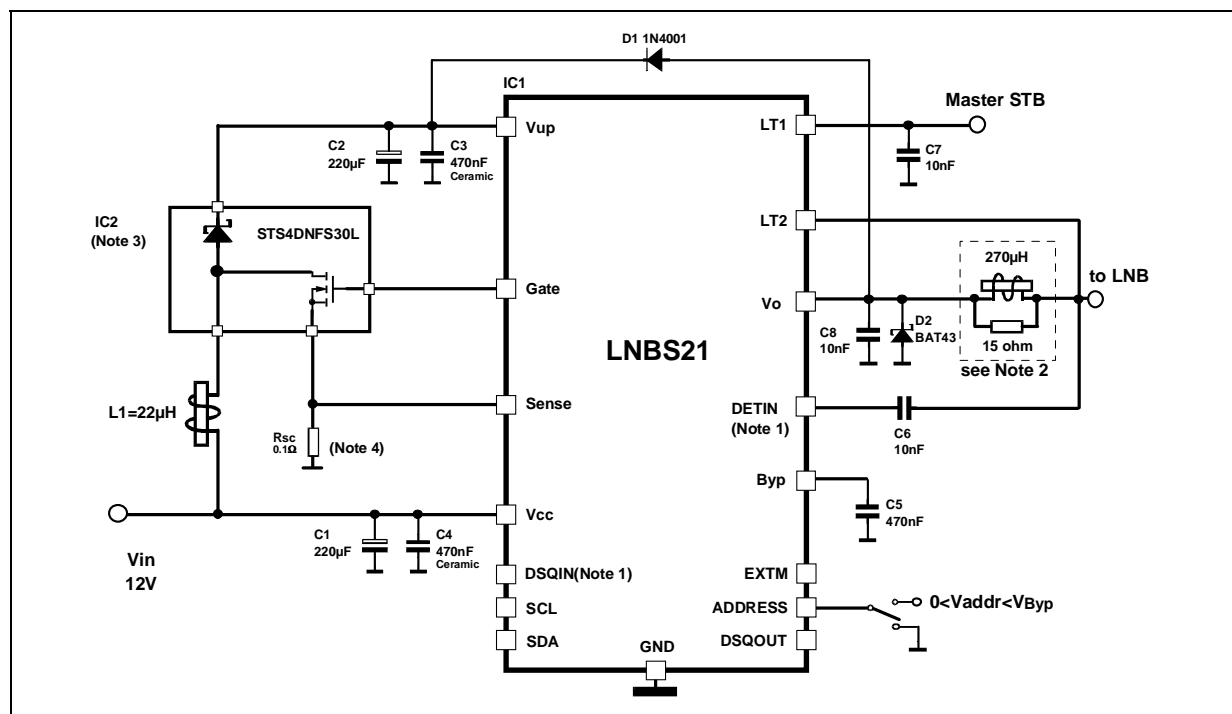 D1 1N4001
IC1
Master STB
Vup
LT1
C2
220µF
C3
470nF
Ceramic
C7
10nF
IC2
(Note 3)
STS4DNFS30L
LT2
270µH
to LNB
Gate
Vo
C8
10nF
D2
BAT43
15 ohm
LNBS21
see Note 2
L1=22µH
Sense
DETIN
(Note 1)
C6
10nF
Rsc
0.1Ω
(Note 4)
Byp
C5
470nF
Vcc
C1
220µF
C4
470nF
Ceramic
Vin
12V
DSQIN(Note 1)
EXTM
SCL
ADDRESS
0<Vaddr<VByp
SDA
GND
DSQOUT